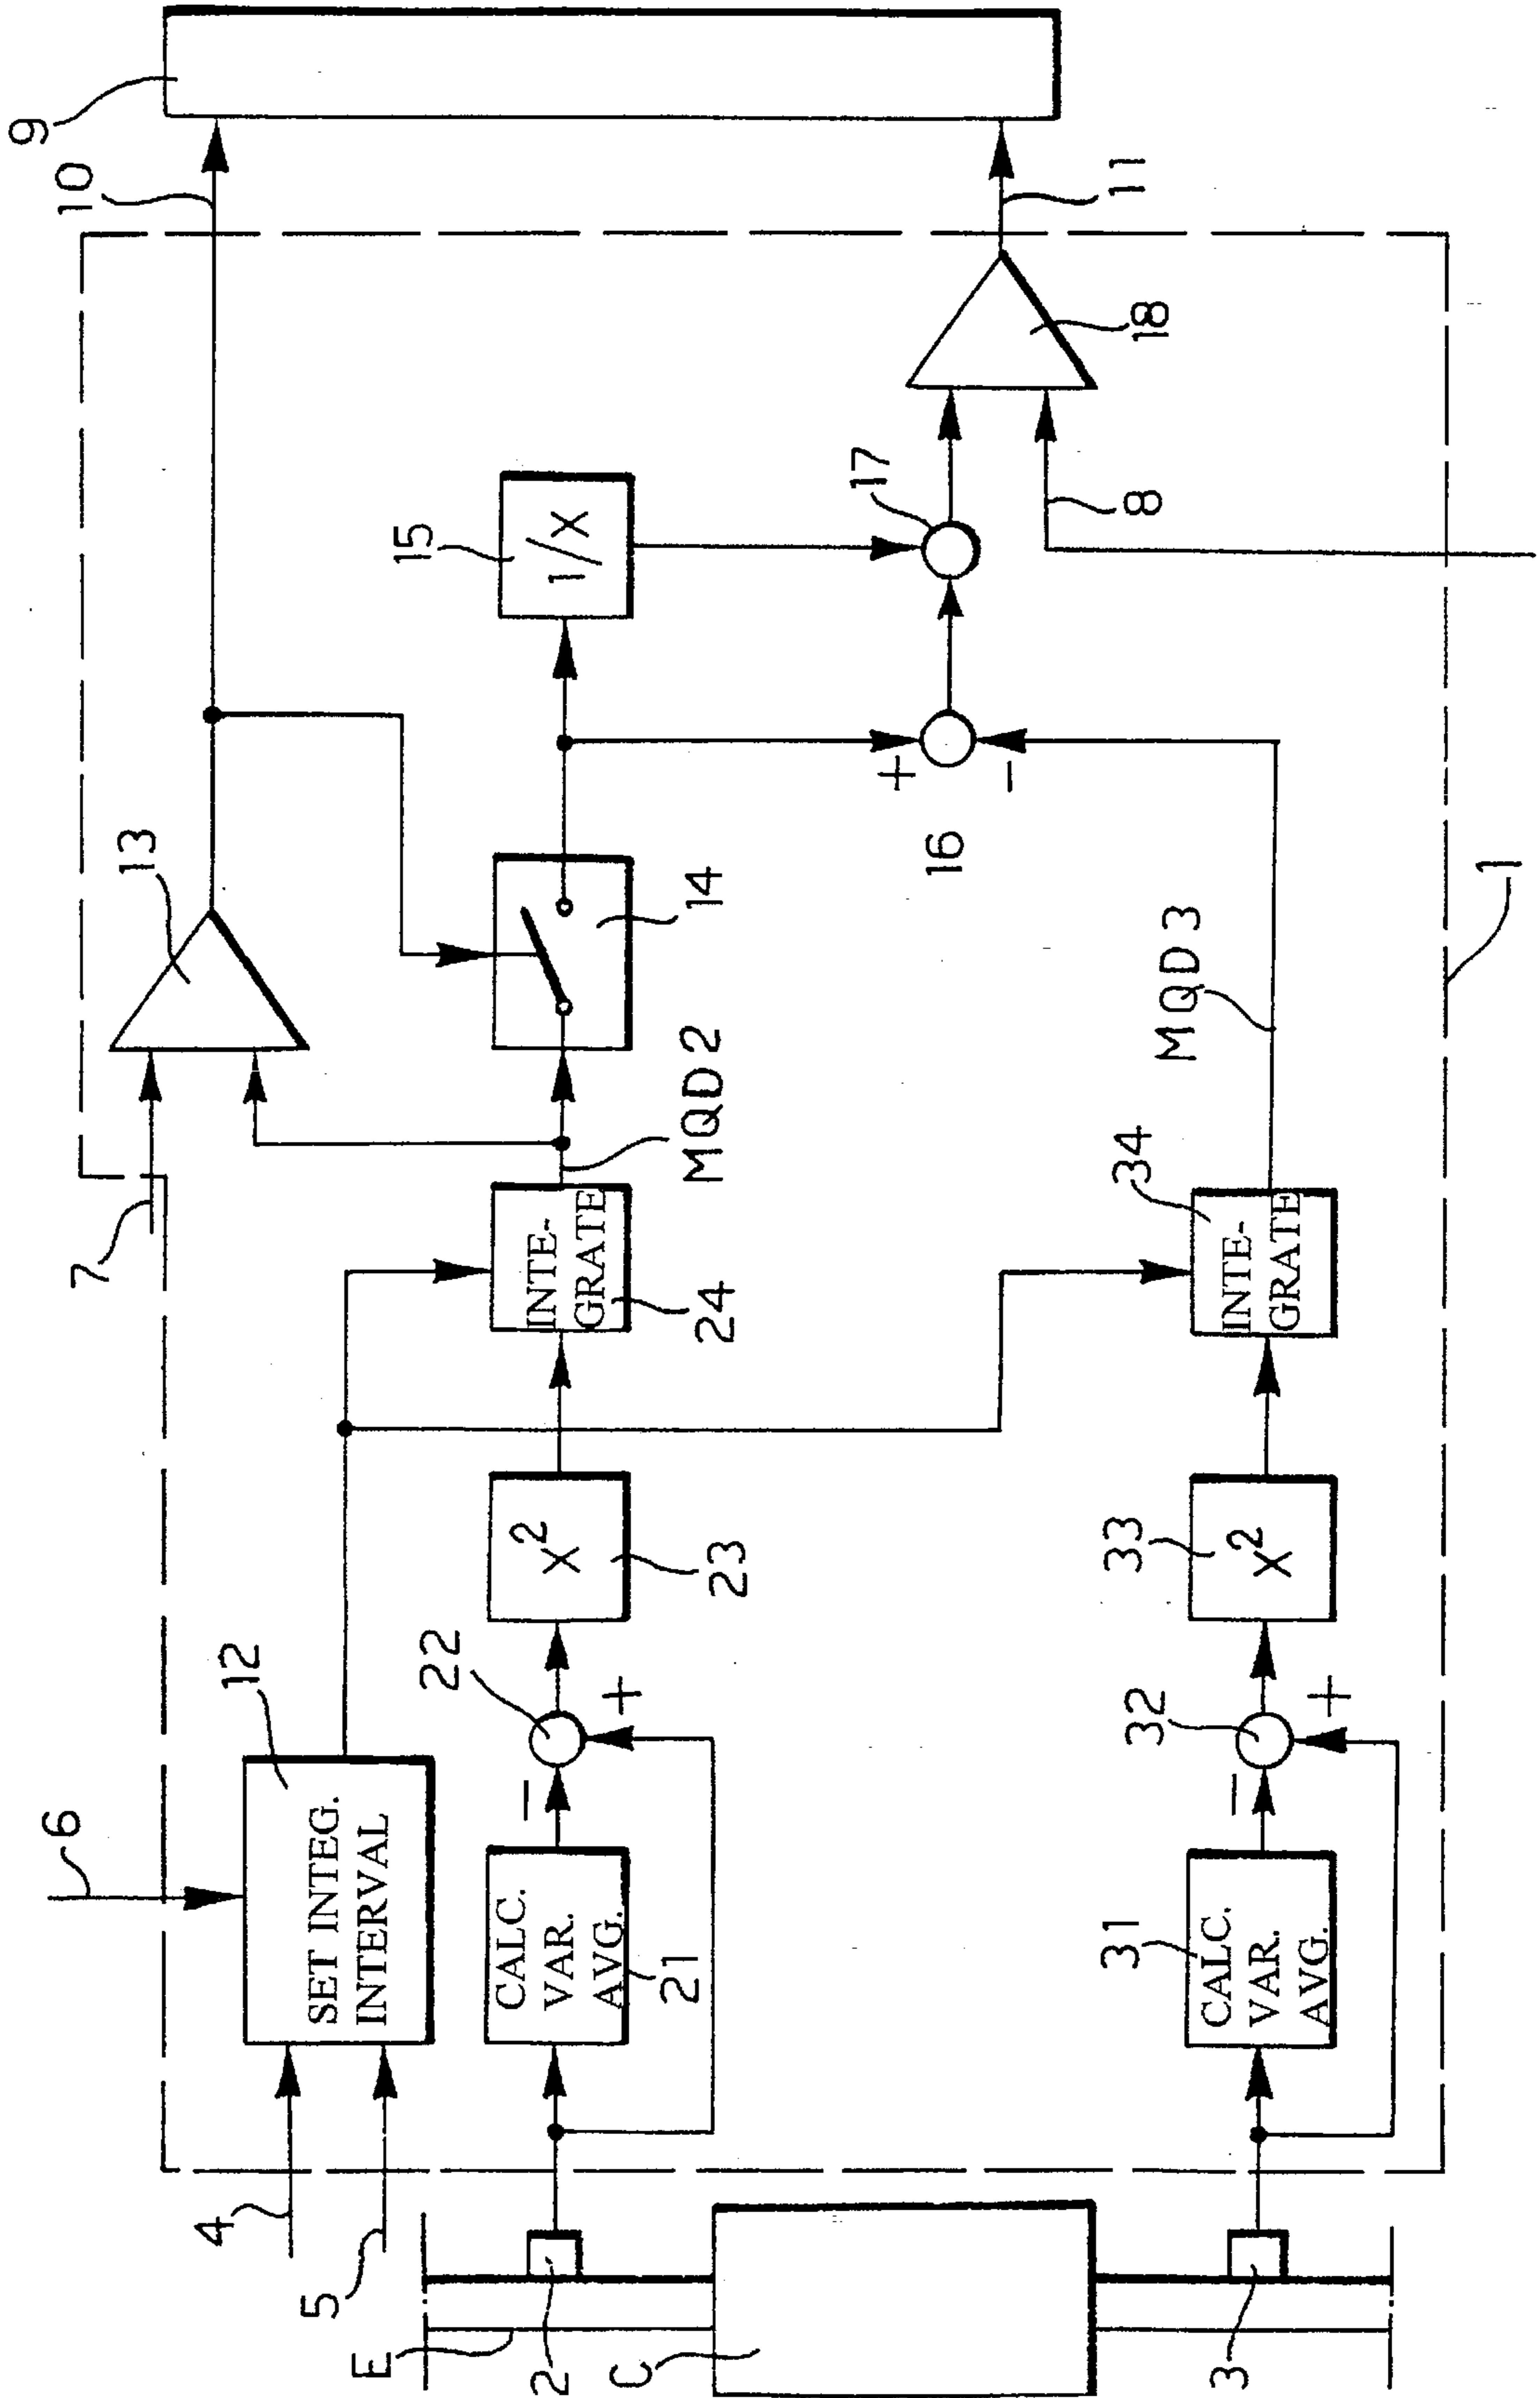 9
10
11
13
7
15
1/X
17
18
8
14
16
MQD2
MQD3
1
6
12
SET INTEG.
INTERVAL
4
5
22
-
+
X²
23
INTE-
GRATE
24
CALC.
VAR.
AVG.
21
+
-
34
INTE-
GRATE
33
X²
32
-
+
31
CALC.
VAR.
AVG.
E
2
C
3